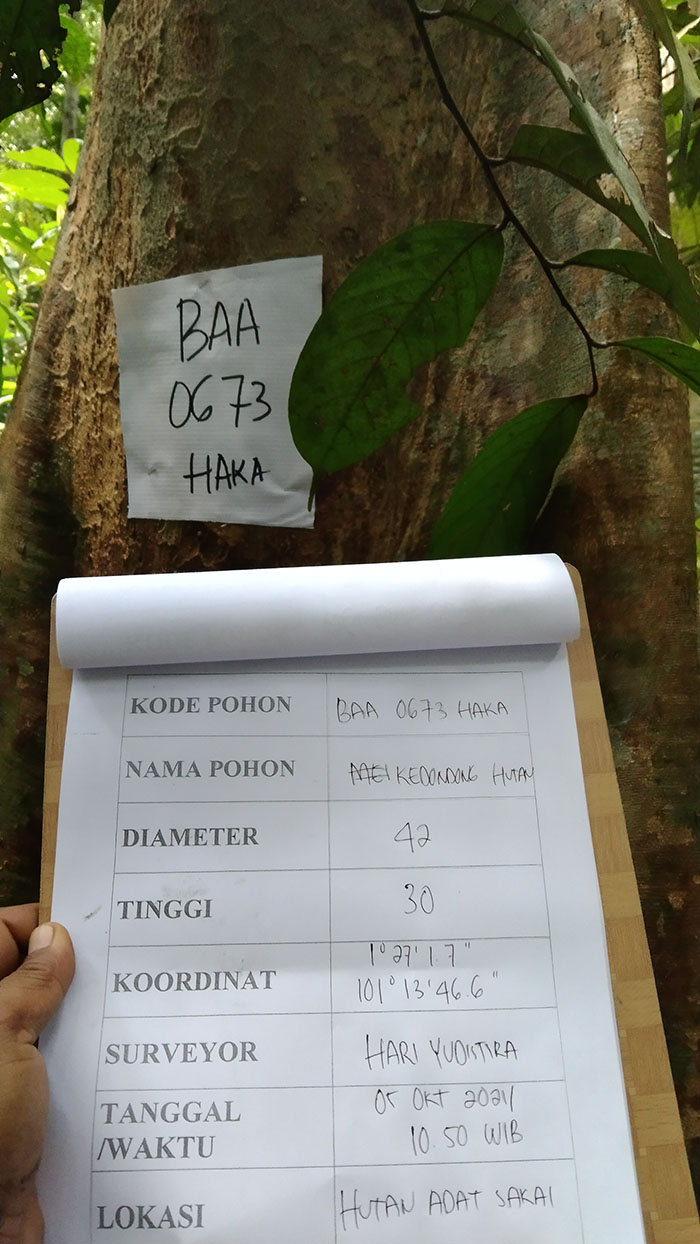 BAA
0673
HAKA
KODE POHON
BAA 0673 HAKA
NAMA POHON
KEDONDONG HUTAN
DIAMETER
42
TINGGI
30
KOORDINAT
1° 27' 1.7"
101° 13' 46.6"
SURVEYOR
HARI YUDISTIRA
TANGGAL
/WAKTU
05 OKT 2021/
10.50 WIB
LOKASI
HUTAN ADAT SAKAI